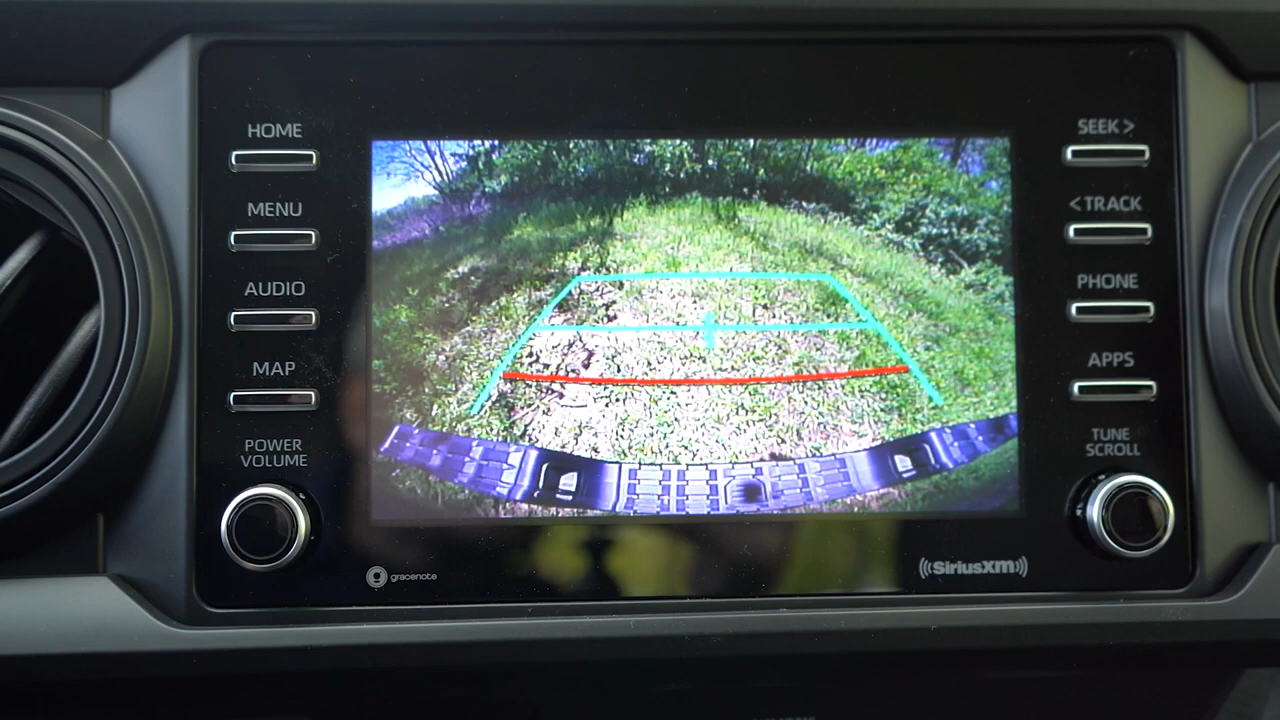 HOME
MENU
AUDIO
MAP
POWER
VOLUME
gracenote
SEEK >
< TRACK
PHONE
APPS
TUNE
SCROLL
((SiriusXM))